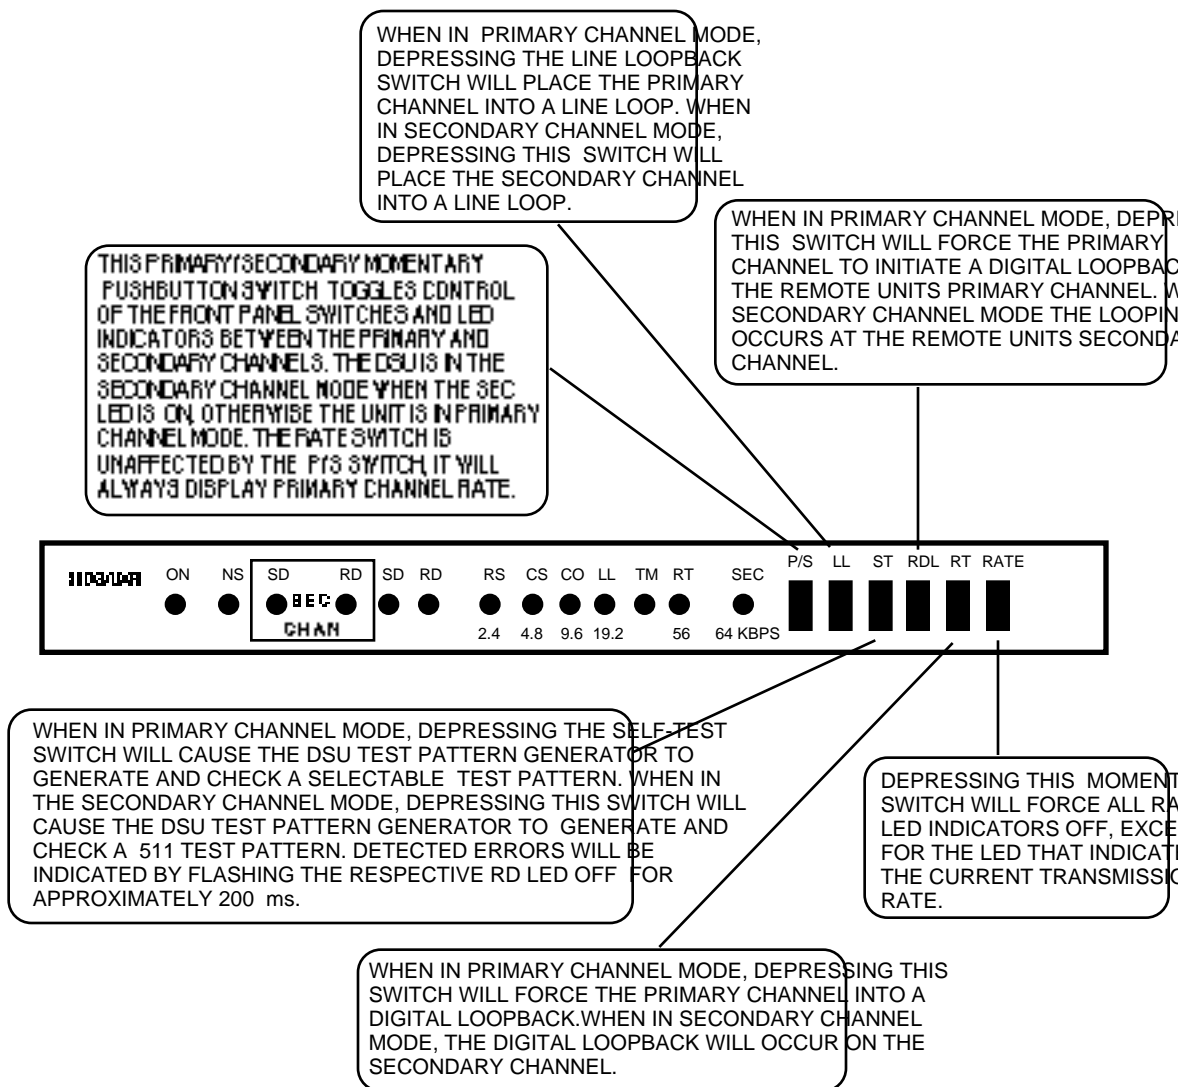 WHEN IN PRIMARY CHANNEL MODE,
DEPRESSING THE LINE LOOPBACK
SWITCH WILL PLACE THE PRIMARY
CHANNEL INTO A LINE LOOP. WHEN
IN SECONDARY CHANNEL MODE,
DEPRESSING THIS SWITCH WILL
PLACE THE SECONDARY CHANNEL
INTO A LINE LOOP.
WHEN IN PRIMARY CHANNEL MODE,
THIS SWITCH WILL FORCE THE PRIMARY
CHANNEL TO INITIATE A DIGITAL
THE REMOTE UNITS PRIMARY CHANNEL.
SECONDARY CHANNEL MODE THE
OCCURS AT THE REMOTE UNITS
CHANNEL.
THIS PRIMARY/SECONDARY MOMENTARY
PUSHBUTTON SWITCH TOGGLES CONTROL
OF THE FRONT PANEL SWITCHES AND LED
INDICATORS BETWEEN THE PRIMARY AND
SECONDARY CHANNELS. THE DSU IS IN THE
SECONDARY CHANNEL MODE WHEN THE SEC
LED IS ON, OTHERWISE THE UNIT IS IN PRIMARY
CHANNEL MODE. THE RATE SWITCH IS
UNAFFECTED BY THE P/S SWITCH, IT WILL
ALWAYS DISPLAY PRIMARY CHANNEL RATE.
ON NS SD RD SD RD RS CS CO LL TM RT SEC P/S LL ST RDL RT RATE
SEC
CHAN
2.4 4.8 9.6 19.2 56 64 KBPS
WHEN IN PRIMARY CHANNEL MODE, DEPRESSING THE SELF-TEST
SWITCH WILL CAUSE THE DSU TEST PATTERN GENERATOR TO
GENERATE AND CHECK A SELECTABLE TEST PATTERN. WHEN IN
THE SECONDARY CHANNEL MODE, DEPRESSING THIS SWITCH WILL
CAUSE THE DSU TEST PATTERN GENERATOR TO GENERATE AND
CHECK A 511 TEST PATTERN. DETECTED ERRORS WILL BE
INDICATED BY FLASHING THE RESPECTIVE RD LED OFF FOR
APPROXIMATELY 200 ms.
DEPRESSING THIS
SWITCH WILL FORCE ALL
LED INDICATORS OFF,
FOR THE LED THAT
THE CURRENT
RATE.
WHEN IN PRIMARY CHANNEL MODE, DEPRESSING THIS
SWITCH WILL FORCE THE PRIMARY CHANNEL INTO A
DIGITAL LOOPBACK.WHEN IN SECONDARY CHANNEL
MODE, THE DIGITAL LOOPBACK WILL OCCUR ON THE
SECONDARY CHANNEL.